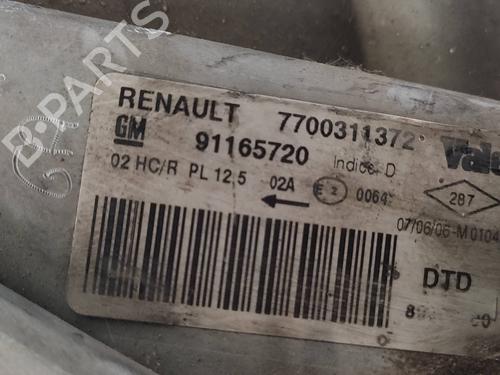 B-PARTS
RENAULT 7700311372
GM 91165720 Indice: D
02 HC/R PL 12,5 02A E2 0064
287
07/06/06-M0104
DTD